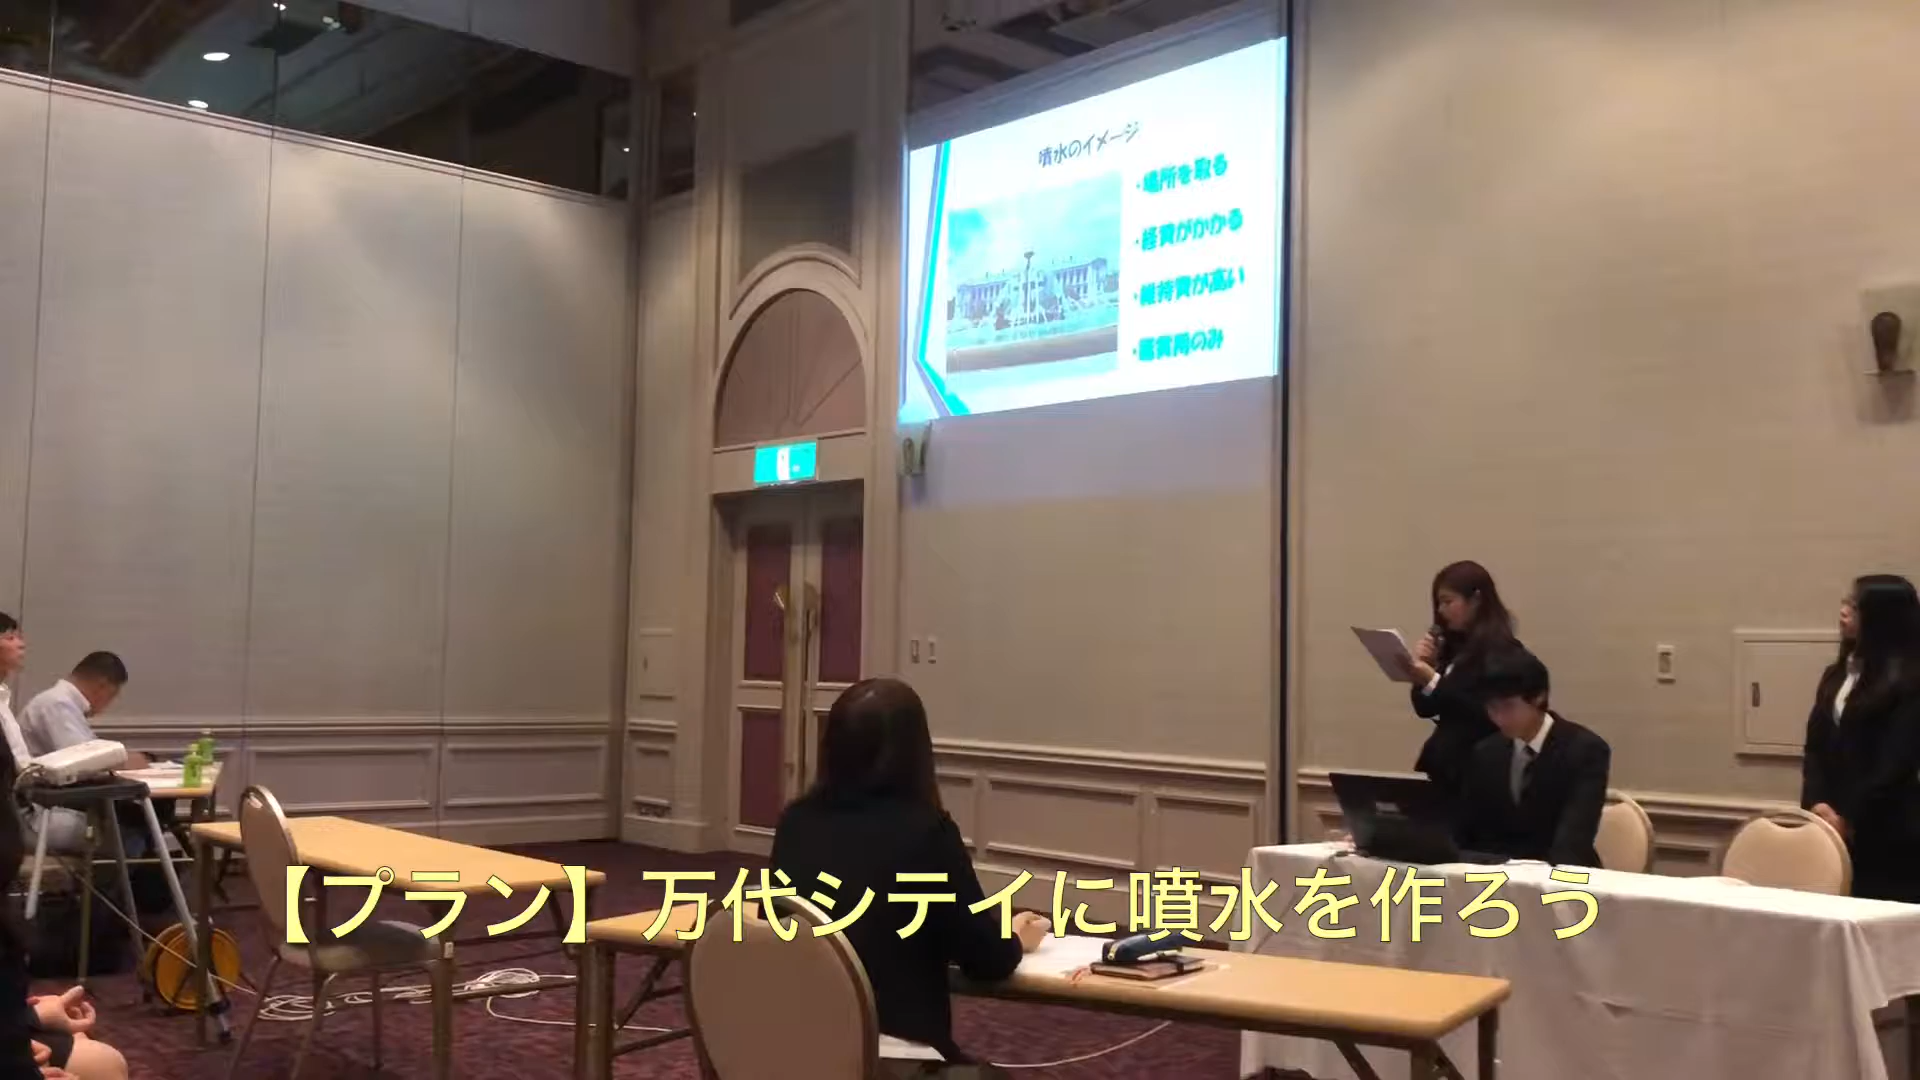 噴水のイメージ
・場所を取る
・経費がかかる
・維持費が高い
・鑑賞用のみ
【プラン】万代シテイに噴水を作ろう